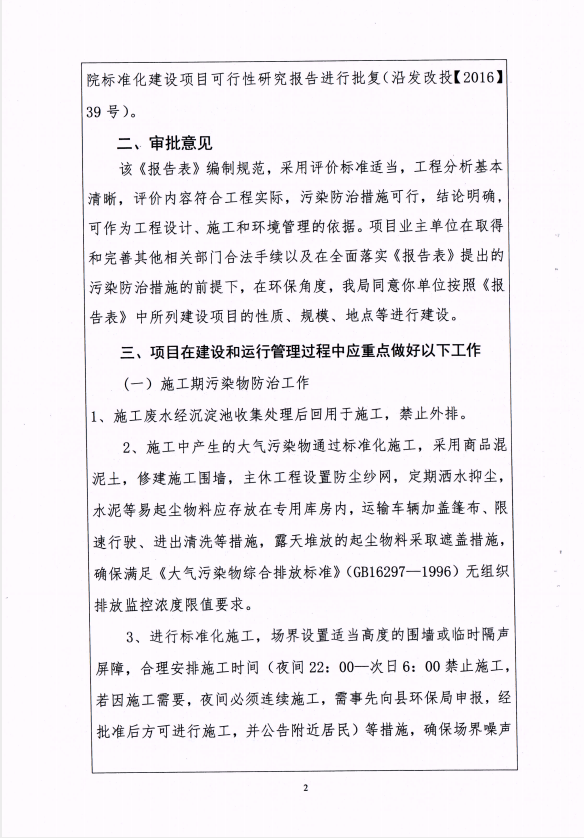 院标准化建设项目可行性研究报告进行批复（沿发改投【2016】
39 号）。
二、审批意见
该《报告表》编制规范，采用评价标准适当，工程分析基本
清晰，评价内容符合工程实际，污染防治措施可行，结论明确，
可作为工程设计、施工和环境管理的依据。项目业主单位在取得
和完善其他相关部门合法手续以及在全面落实《报告表》提出的
污染防治措施的前提下，在环保角度，我局同意你单位按照《报
告表》中所列建设项目的性质、规模、地点等进行建设。
三、项目在建设和运行管理过程中应重点做好以下工作
（一）施工期污染物防治工作
1、施工废水经沉淀池收集处理后回用于施工，禁止外排。
2、施工中产生的大气污染物通过标准化施工，采用商品混
泥土，修建施工围墙，主休工程设置防尘纱网，定期洒水抑尘，
水泥等易起尘物料应存放在专用库房内，运输车辆加盖篷布、限
速行驶、进出清洗等措施，露天堆放的起尘物料采取遮盖措施，
确保满足《大气污染物综合排放标准》（GB16297—1996）无组织
排放监控浓度限值要求。
3、进行标准化施工，场界设置适当高度的围墙或临时隔声
屏障，合理安排施工时间（夜间 22：00—次日 6：00 禁止施工，
若因施工需要，夜间必须连续施工，需事先向县环保局申报，经
批准后方可进行施工，并公告附近居民）等措施，确保场界噪声
2